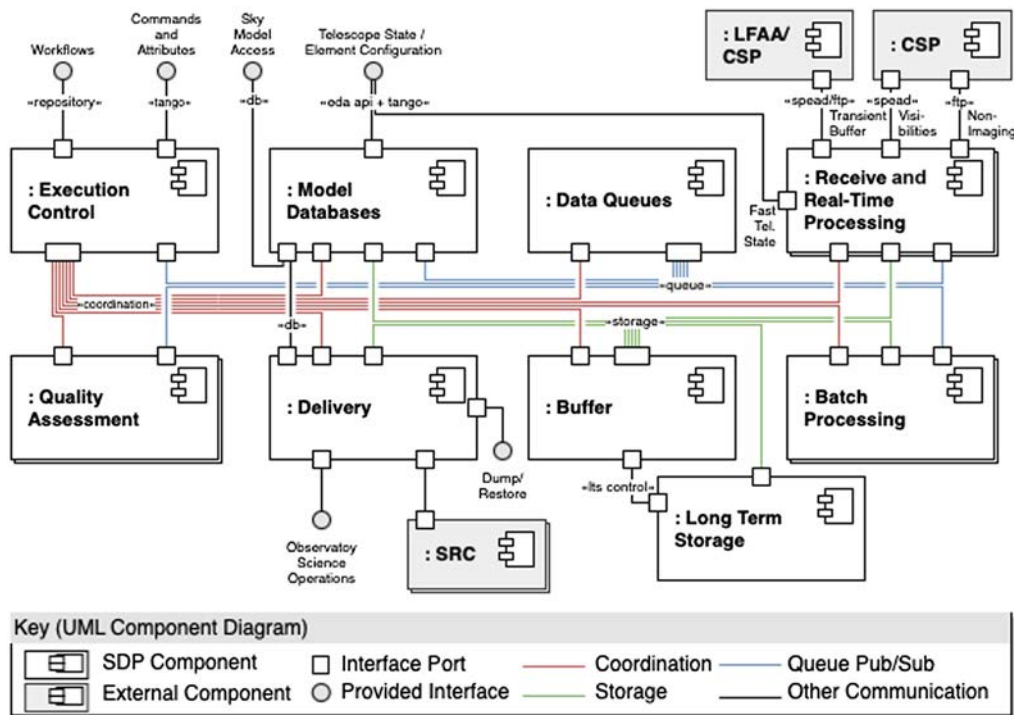 Workflows
Commands
and
Attributes
Sky
Model
Access
Telescope State /
Element Configuration
: LFAA/
CSP
: CSP
«repository»
«tango»
«db»
«oda api + tango»
«spead/ftp»
Transient
Buffer
«spead»
Visi-
bilities
«ftp»
Non-
Imaging
: Execution
Control
: Model
Databases
: Data Queues
Fast
Tel.
State
: Receive and
Real-Time
Processing
«coordination»
«queue»
«db»
«storage»
: Quality
Assessment
: Delivery
: Buffer
: Batch
Processing
Dump/
Restore
«lts control»
Observatoy
Science
Operations
: SRC
: Long Term
Storage
Key (UML Component Diagram)
SDP Component
Interface Port
Coordination
Queue Pub/Sub
External Component
Provided Interface
Storage
Other Communication